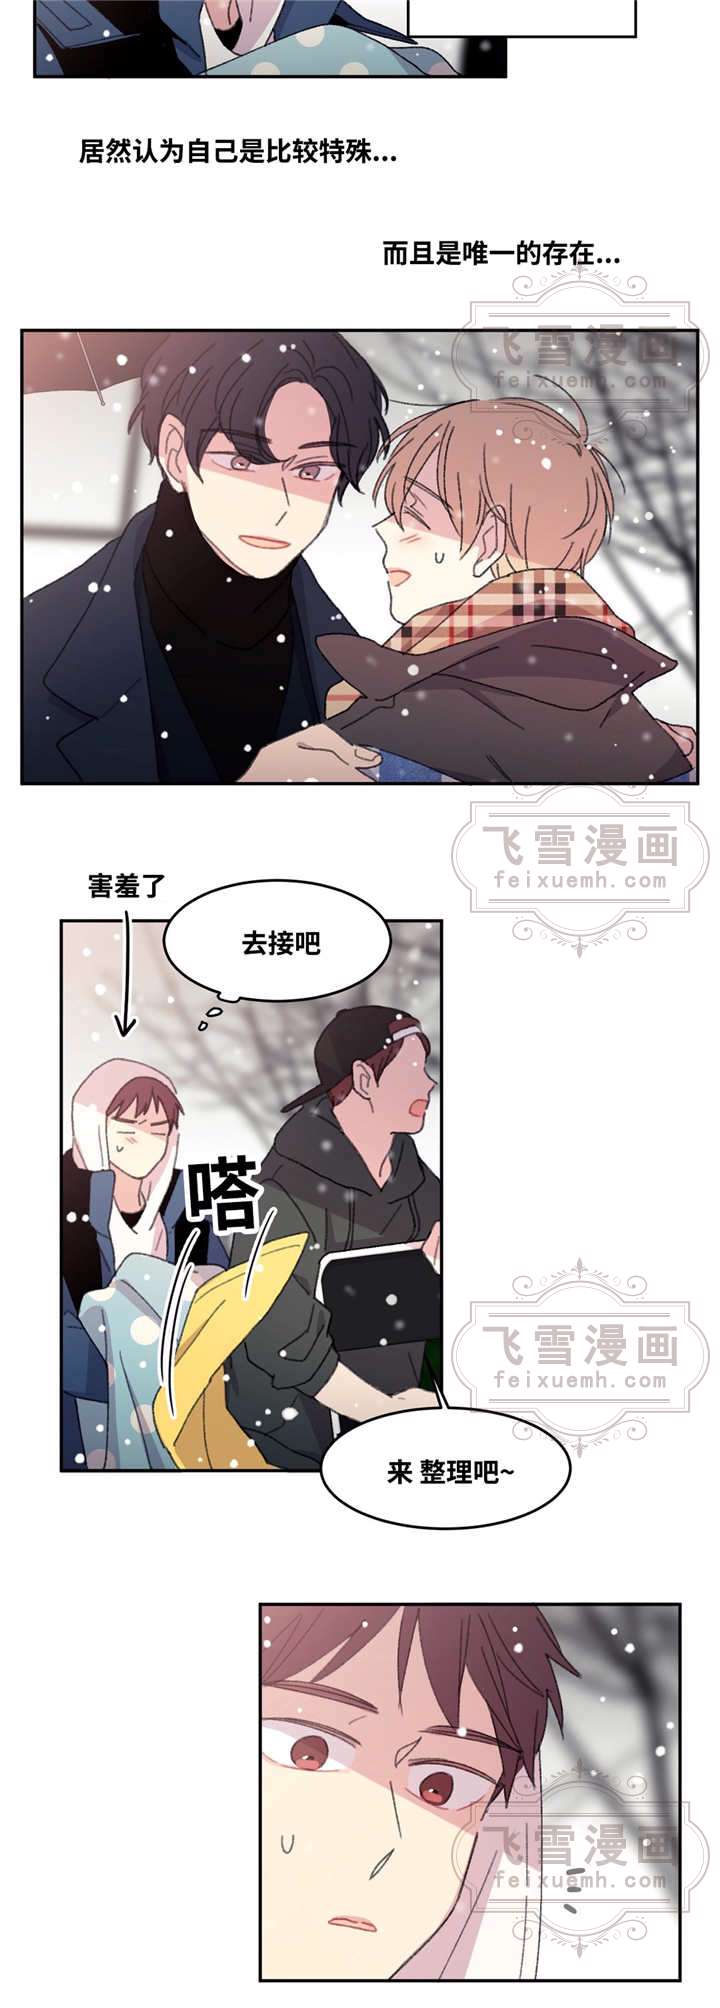 居然认为自己是比较特殊...
而且是唯一的存在...
飞雪漫画
feixuemh.com
飞雪漫画
feixuemh.com
害羞了
去接吧
嗒
飞雪漫画
feixuemh.com
来 整理吧~
飞雪漫画
feixuemh.com